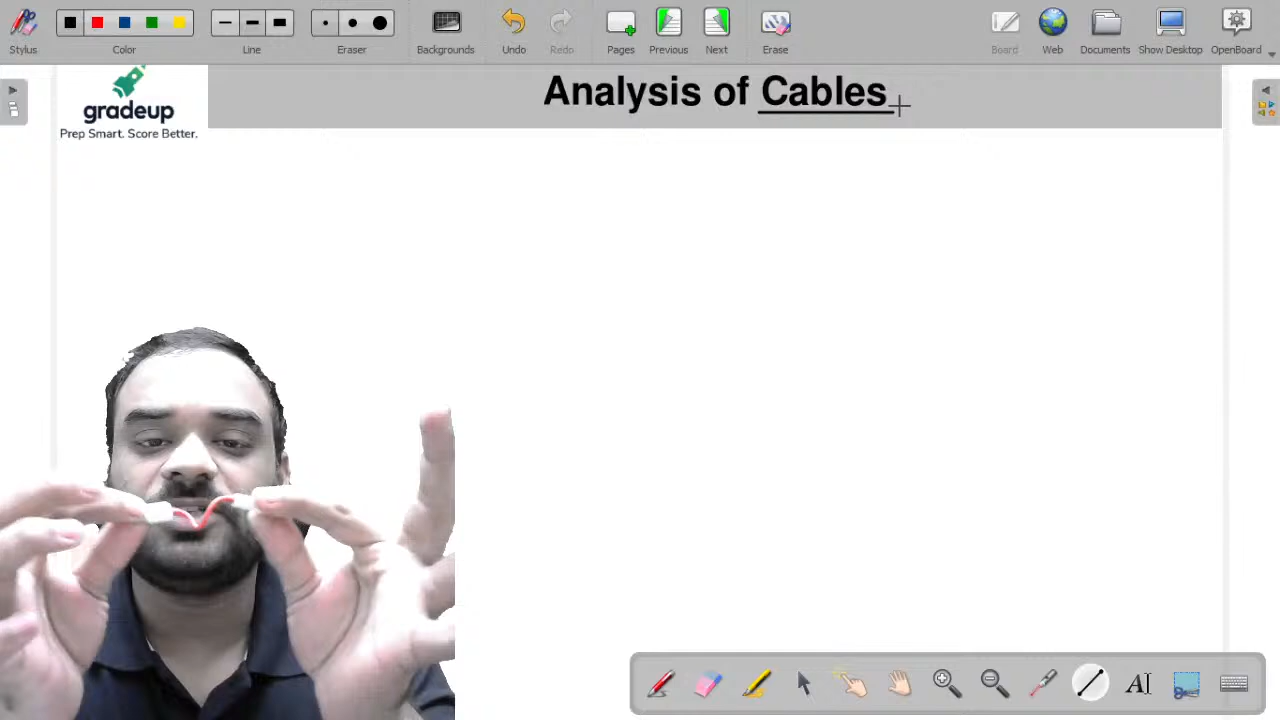 Stylus
Color
Line
Eraser
Backgrounds
Undo
Redo
Pages
Previous
Next
Erase
Board
Web
Documents
Show Desktop
OpenBoard
gradeup
Prep Smart. Score Better.
Analysis of Cables
AI